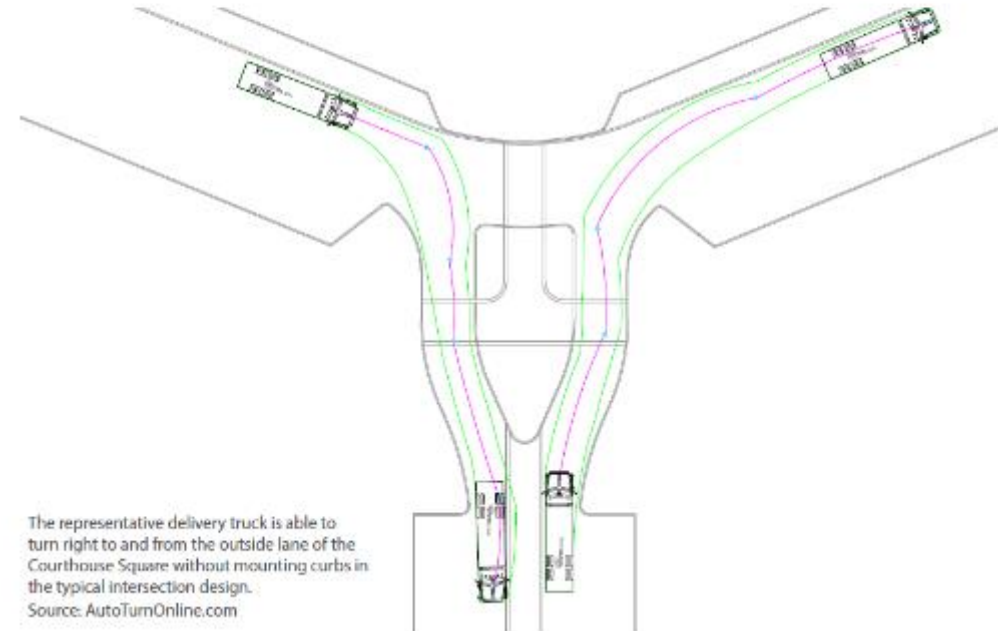 The representative delivery truck is able to
turn right to and from the outside lane of the
Courthouse Square without mounting curbs in
the typical intersection design.
Source: AutoTurnOnline.com